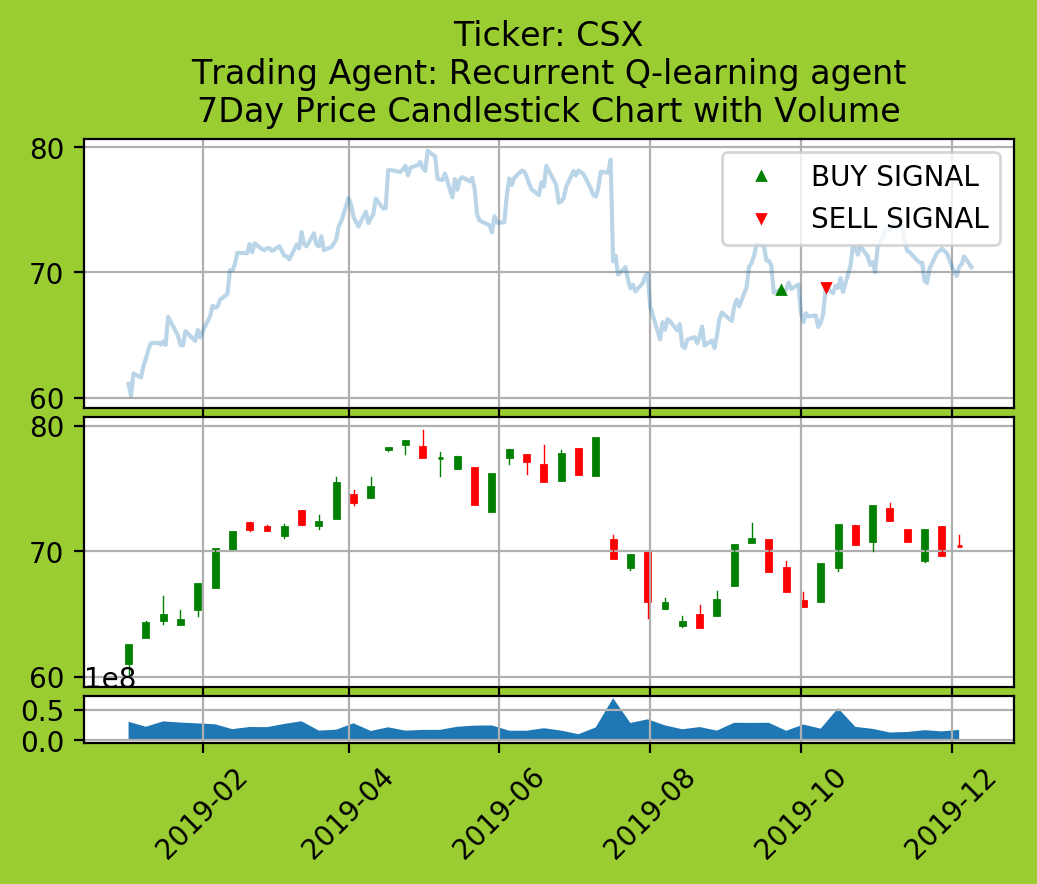 Ticker: CSX
Trading Agent: Recurrent Q-learning agent
7Day Price Candlestick Chart with Volume
80
70
60
BUY SIGNAL
SELL SIGNAL
80
70
60
1e8
0.5
0.0
2019-02
2019-04
2019-06
2019-08
2019-10
2019-12